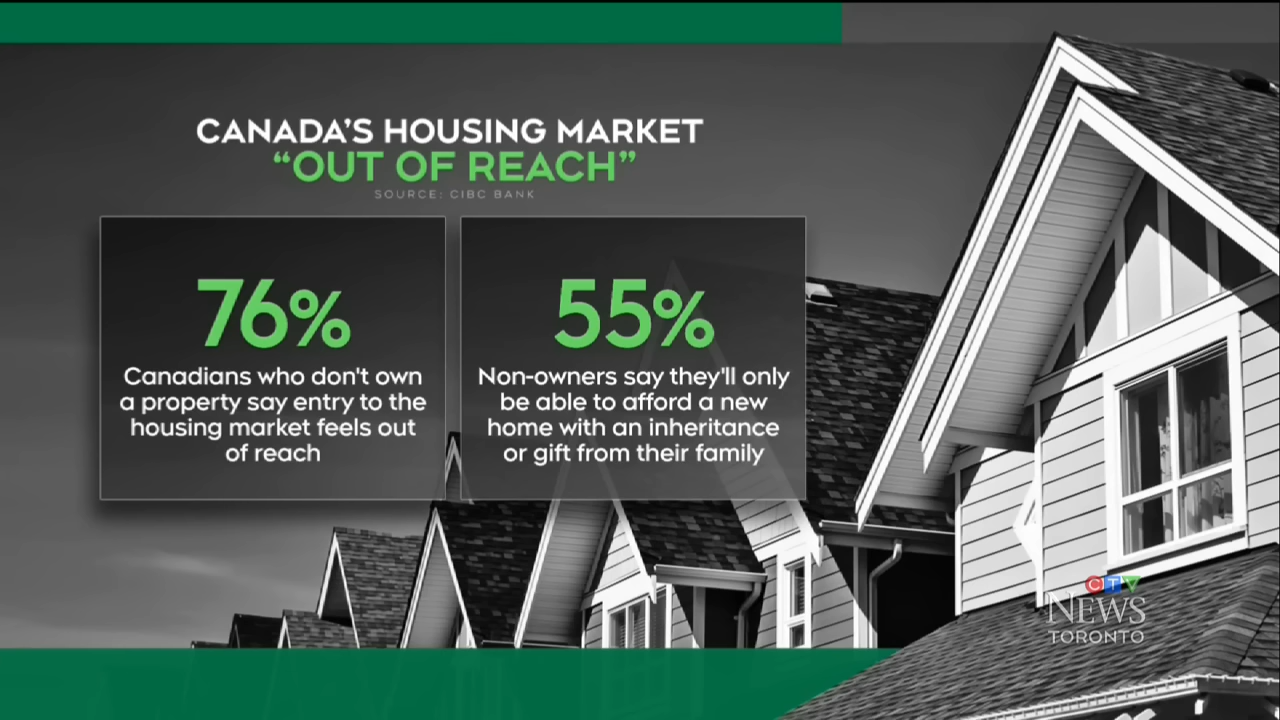 CANADA'S HOUSING MARKET
“OUT OF REACH”
SOURCE: CIBC BANK
76%
Canadians who don't own
a property say entry to the
housing market feels out
of reach
55%
Non-owners say they'll only
be able to afford a new
home with an inheritance
or gift from their family
CTV
NEWS
TORONTO